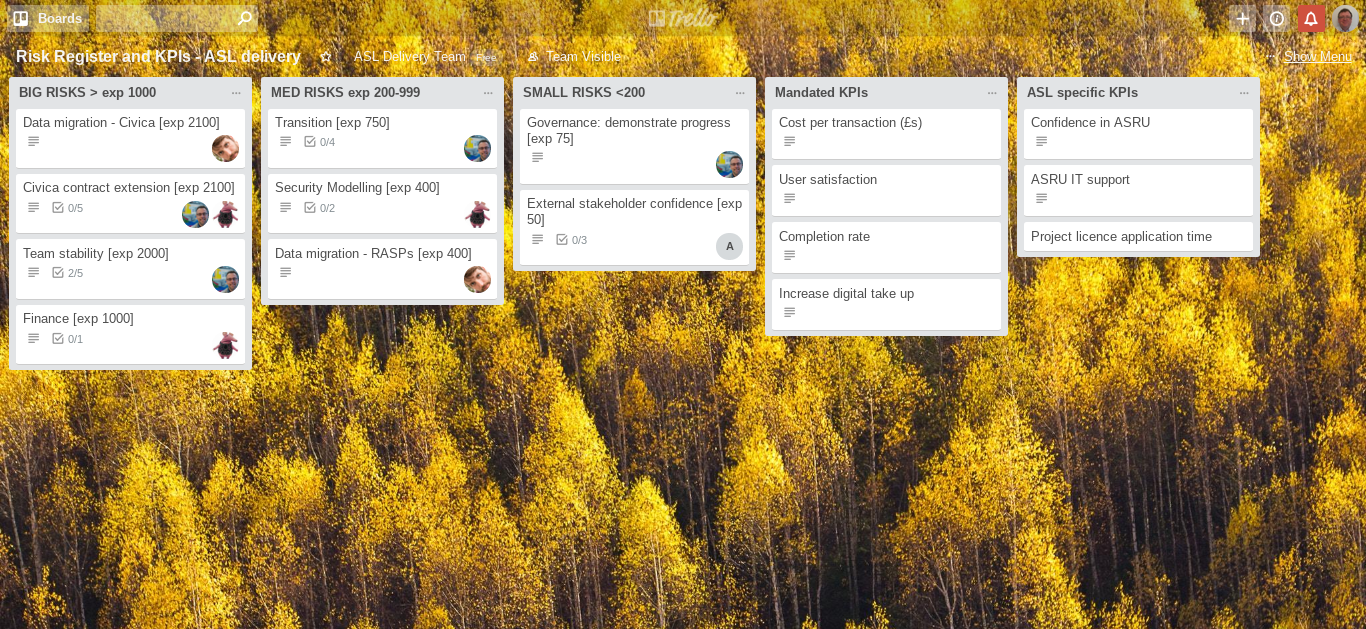 Boards
Trello
Risk Register and KPIs - ASL delivery
ASL Delivery Team Free
Team Visible
··· Show Menu
BIG RISKS > exp 1000
Data migration - Civica [exp 2100]
Civica contract extension [exp 2100]
0/5
Team stability [exp 2000]
2/5
Finance [exp 1000]
0/1
MED RISKS exp 200-999
Transition [exp 750]
0/4
Security Modelling [exp 400]
0/2
Data migration - RASPs [exp 400]
SMALL RISKS <200
Governance: demonstrate progress
[exp 75]
External stakeholder confidence [exp
50]
0/3
A
Mandated KPIs
Cost per transaction (£s)
User satisfaction
Completion rate
Increase digital take up
ASL specific KPIs
Confidence in ASRU
ASRU IT support
Project licence application time